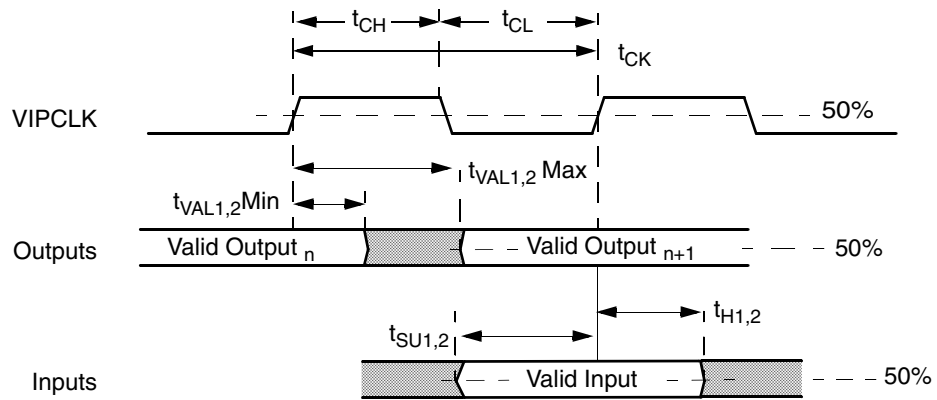 tCH tCL
tCK
VIPCLK 50%
tVAL1,2 Max
tVAL1,2Min
Outputs Valid Output n Valid Output n+1 50%
tSU1,2 tH1,2
Inputs Valid Input 50%